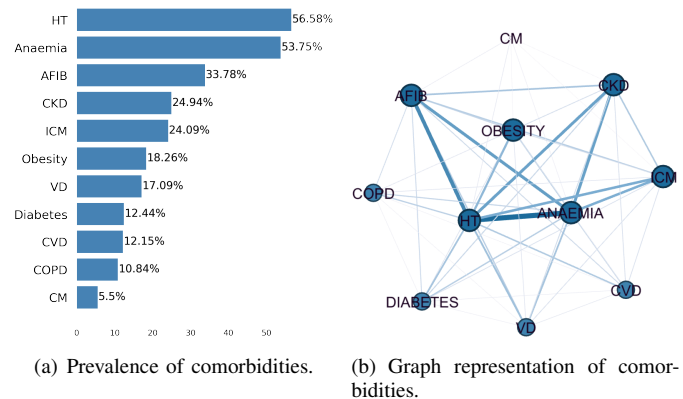 HT 56.58%
Anaemia 53.75%
AFIB 33.78%
CKD 24.94%
ICM 24.09%
Obesity 18.26%
VD 17.09%
Diabetes 12.44%
CVD 12.15%
COPD 10.84%
CM 5.5%
0 10 20 30 40 50
(a) Prevalence of comorbidities.
CM
AFIB
CKD
OBESITY
ICM
COPD
HT
ANAEMIA
DIABETES
CVD
VD
(b) Graph representation of comor-
bidities.